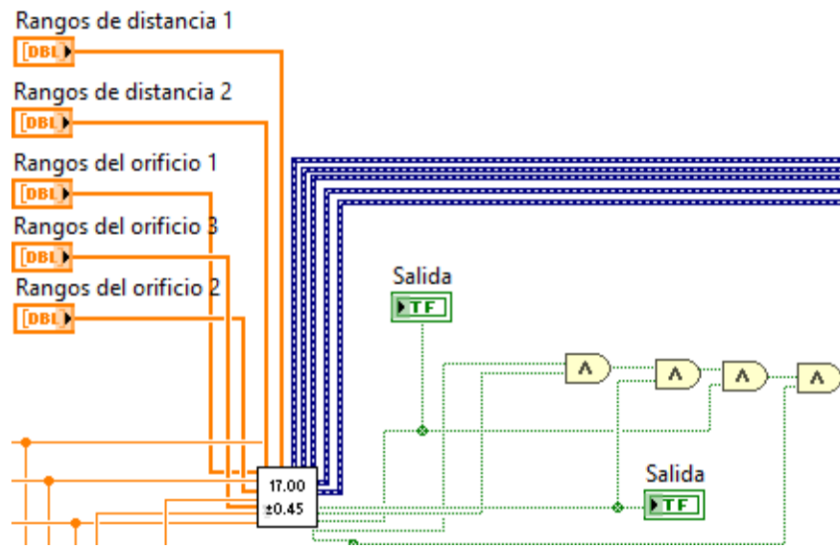 Rangos de distancia 1
[DBL]
Rangos de distancia 2
[DBL]
Rangos del orificio 1
[DBL]
Rangos del orificio 3
[DBL]
Rangos del orificio 2
[DBL]
Salida
TF
17.00
±0.45
Salida
TF